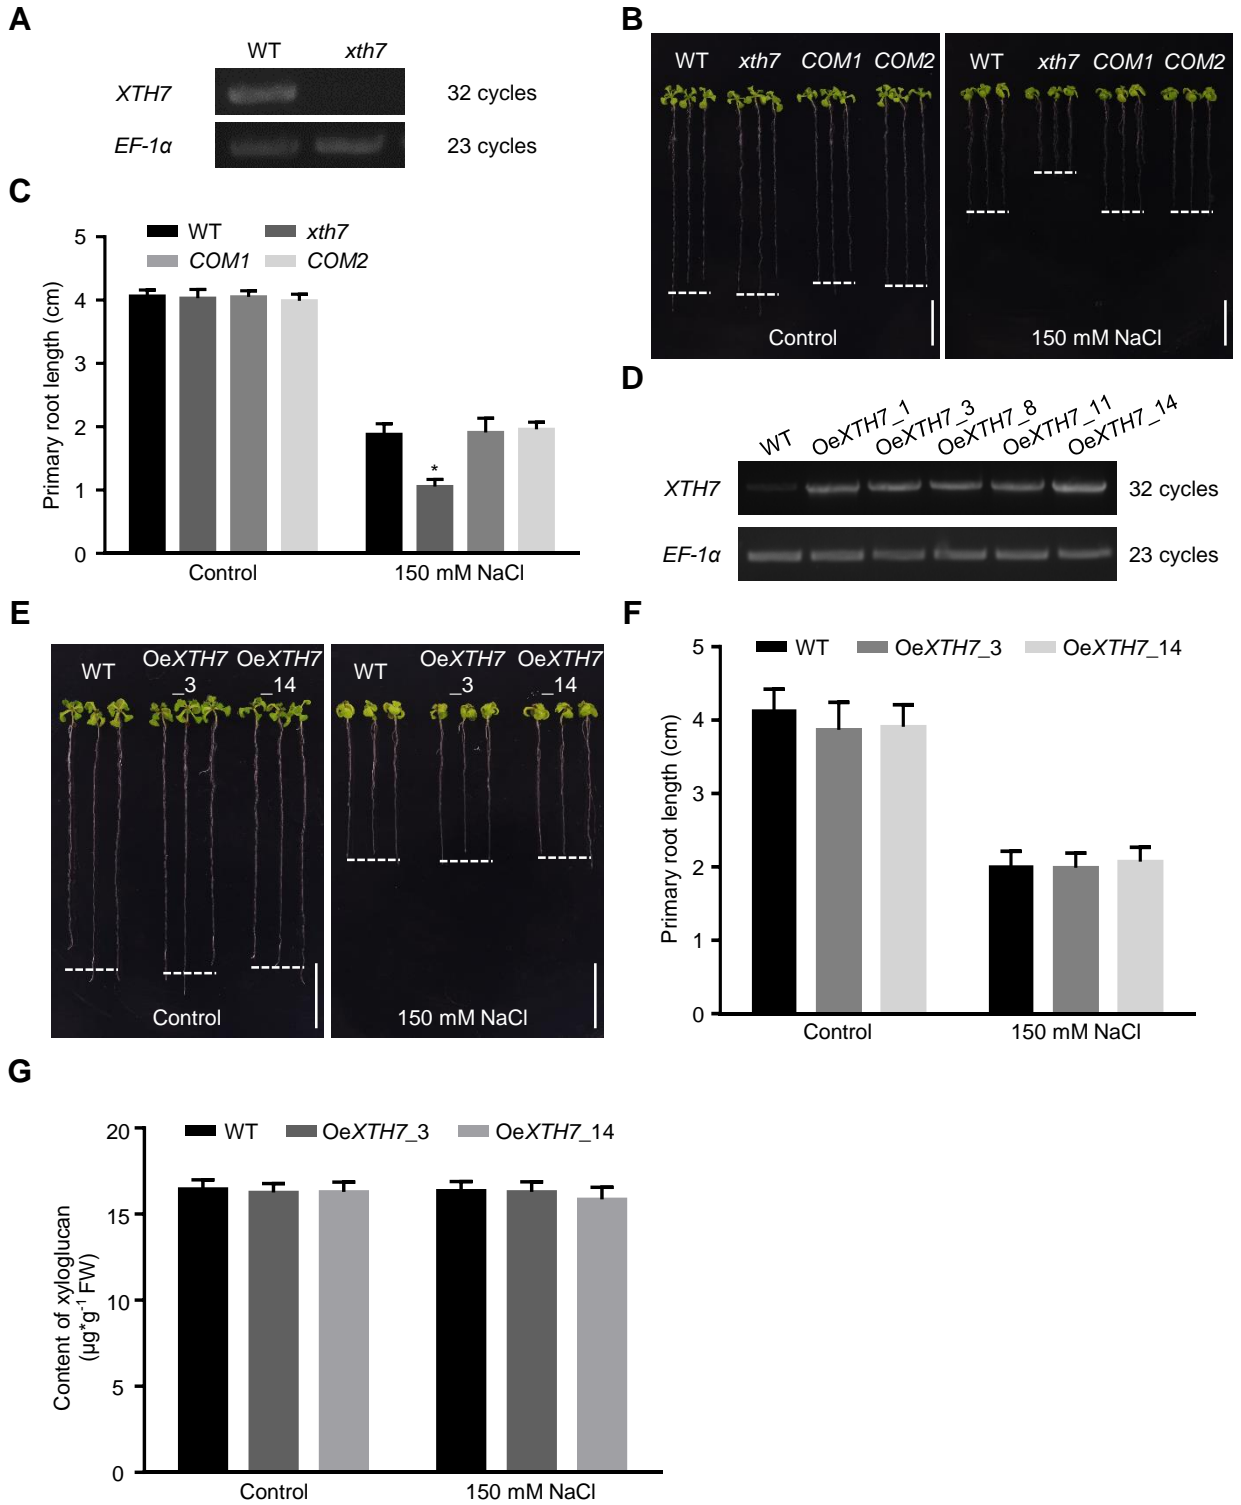 A
WT xth7
XTH7 32 cycles
EF-1α 23 cycles
B
WT xth7 COM1 COM2 WT xth7 COM1 COM2
Control 150 mM NaCl
C
WT xth7
COM1 COM2
Primary root length (cm)
5
4
3
2
1
0
*
Control 150 mM NaCl
D
WT OeXTH7_1 OeXTH7_3 OeXTH7_8 OeXTH7_11 OeXTH7_14
XTH7 32 cycles
EF-1α 23 cycles
E
WT OeXTH7 OeXTH7 WT OeXTH7 OeXTH7
_3 _14 _3 _14
Control 150 mM NaCl
F
WT OeXTH7_3 OeXTH7_14
Primary root length (cm)
5
4
3
2
1
0
Control 150 mM NaCl
G
WT OeXTH7_3 OeXTH7_14
Content of xyloglucan
(µg*g⁻¹ FW)
20
15
10
5
0
Control 150 mM NaCl